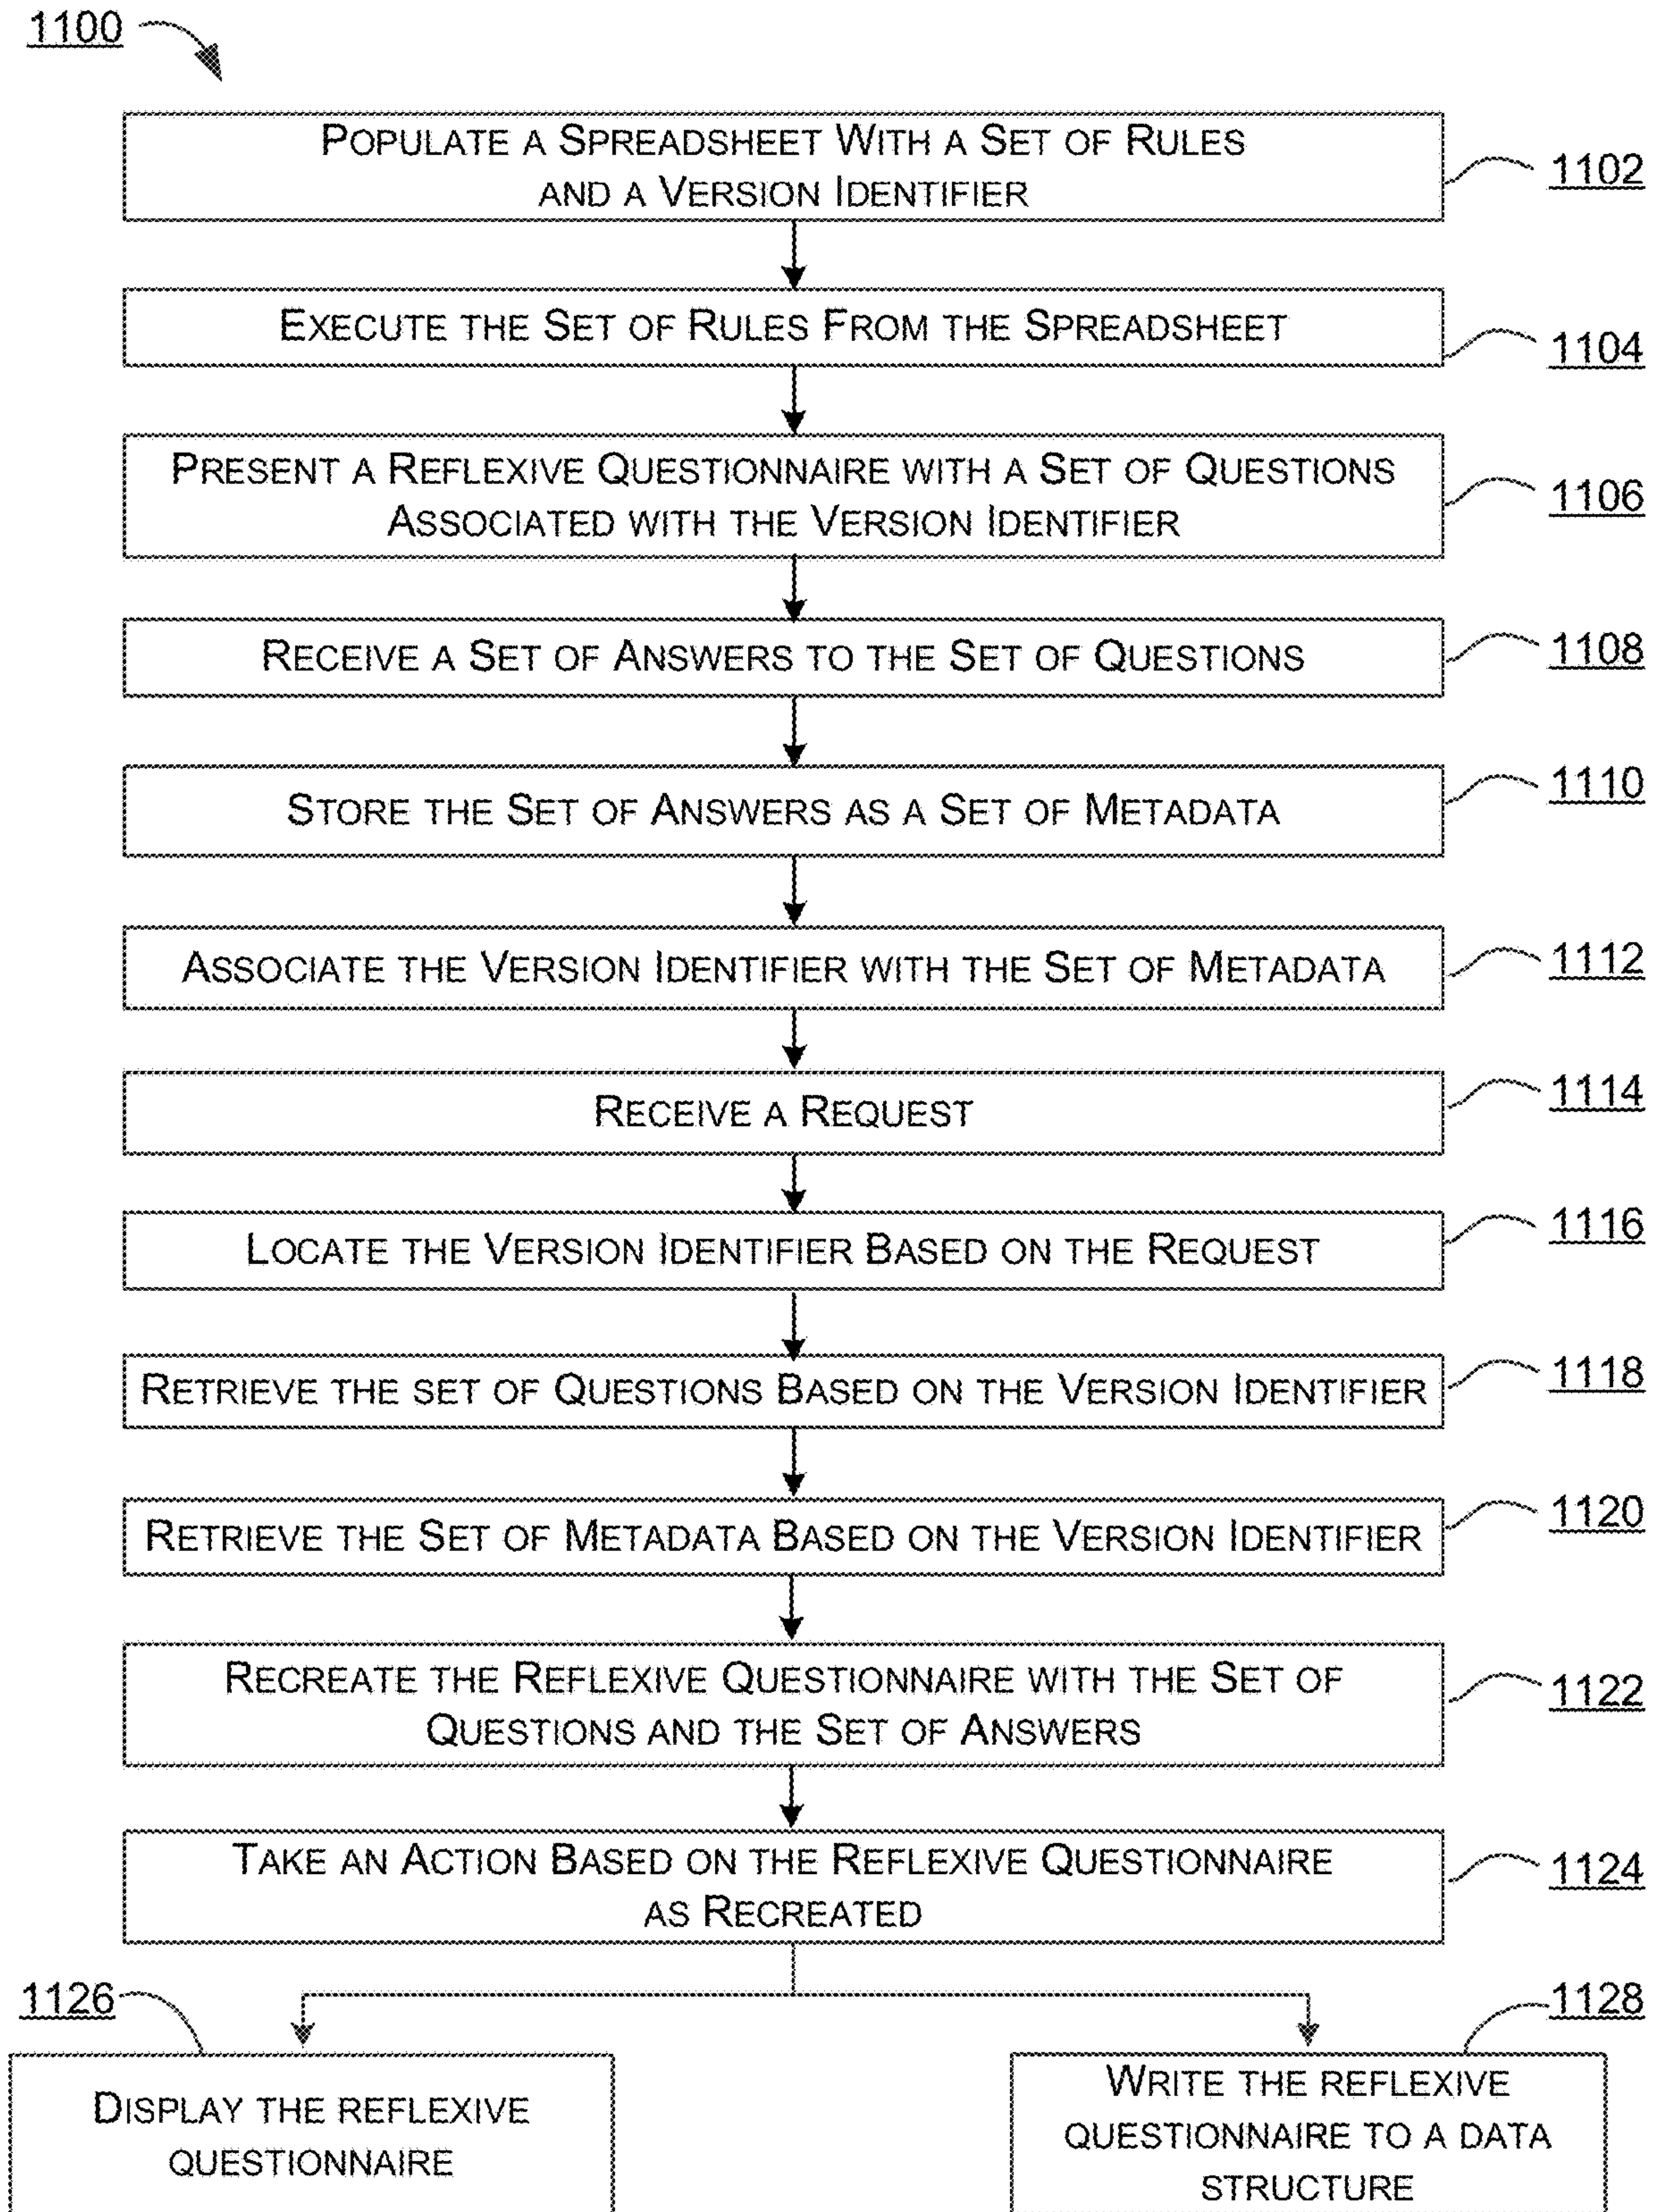 1100
POPULATE A SPREADSHEET WITH A SET OF RULES
AND A VERSION IDENTIFIER
1102
EXECUTE THE SET OF RULES FROM THE SPREADSHEET
1104
PRESENT A REFLEXIVE QUESTIONNAIRE WITH A SET OF QUESTIONS
ASSOCIATED WITH THE VERSION IDENTIFIER
1106
RECEIVE A SET OF ANSWERS TO THE SET OF QUESTIONS
1108
STORE THE SET OF ANSWERS AS A SET OF METADATA
1110
ASSOCIATE THE VERSION IDENTIFIER WITH THE SET OF METADATA
1112
RECEIVE A REQUEST
1114
LOCATE THE VERSION IDENTIFIER BASED ON THE REQUEST
1116
RETRIEVE THE SET OF QUESTIONS BASED ON THE VERSION IDENTIFIER
1118
RETRIEVE THE SET OF METADATA BASED ON THE VERSION IDENTIFIER
1120
RECREATE THE REFLEXIVE QUESTIONNAIRE WITH THE SET OF
QUESTIONS AND THE SET OF ANSWERS
1122
TAKE AN ACTION BASED ON THE REFLEXIVE QUESTIONNAIRE
AS RECREATED
1124
1126
DISPLAY THE REFLEXIVE
QUESTIONNAIRE
1128
WRITE THE REFLEXIVE
QUESTIONNAIRE TO A DATA
STRUCTURE